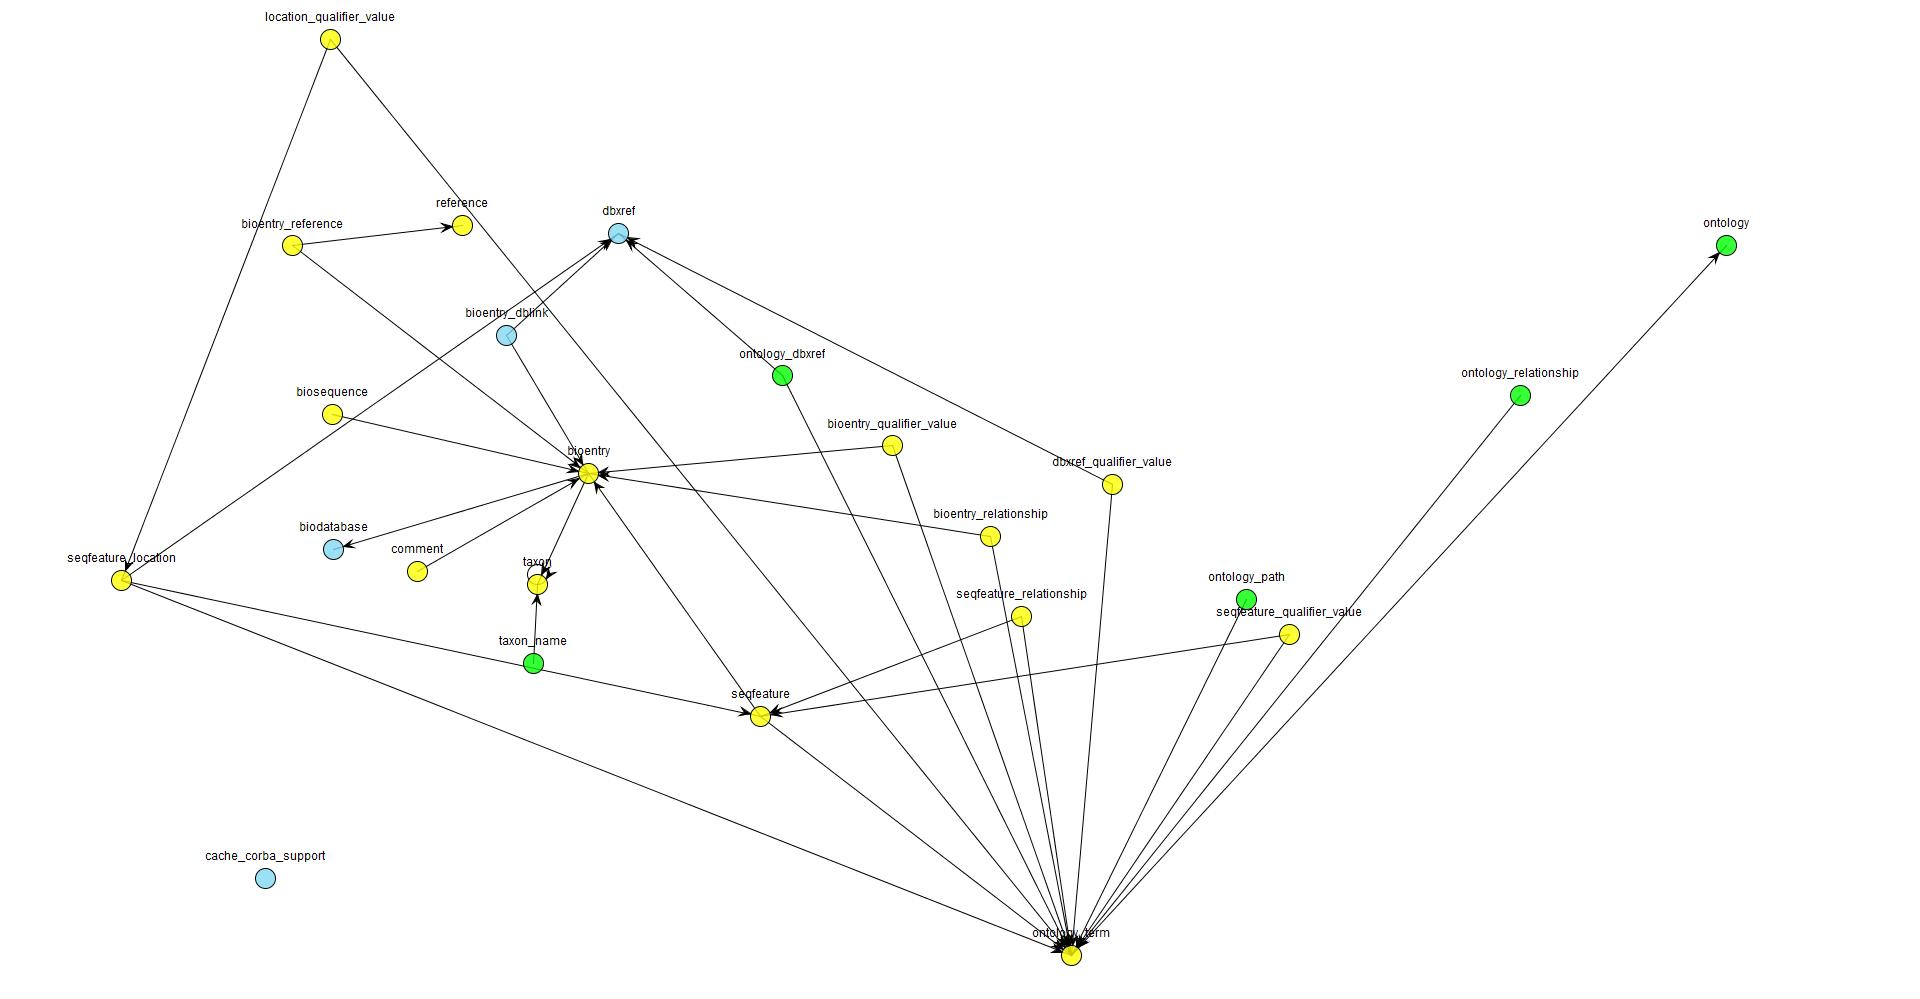 location_qualifier_value
reference
dbxref
bioentry_reference
ontology
bioentry_dblink
ontology_dbxref
ontology_relationship
biosequence
bioentry_qualifier_value
bioentry
dbxref_qualifier_value
bioentry_relationship
biodatabase
comment
seqfeature_location
taxon
ontology_path
seqfeature_relationship
seqfeature_qualifier_value
taxon_name
seqfeature
cache_corba_support
ontology_term